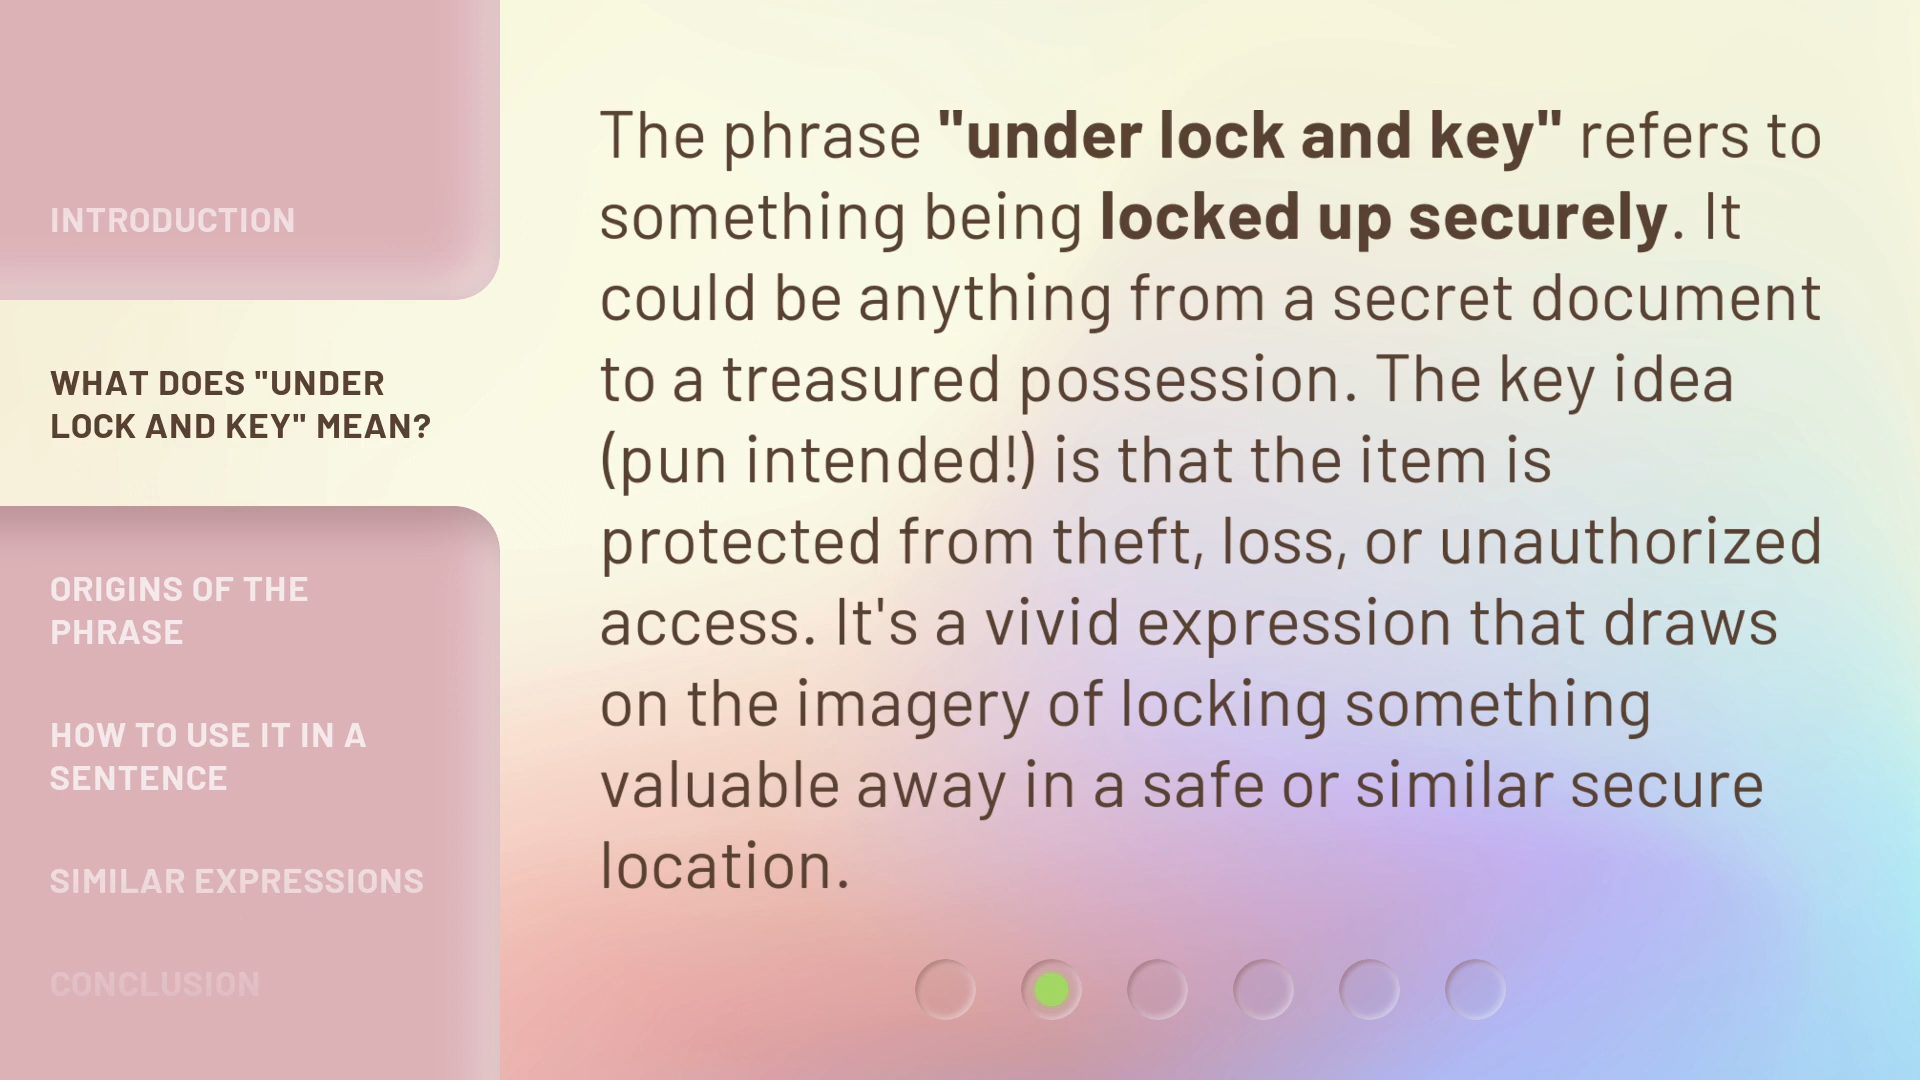 INTRODUCTION
WHAT DOES "UNDER
LOCK AND KEY" MEAN?
ORIGINS OF THE
PHRASE
HOW TO USE IT IN A
SENTENCE
SIMILAR EXPRESSIONS
CONCLUSION
The phrase "under lock and key" refers to
something being locked up securely. It
could be anything from a secret document
to a treasured possession. The key idea
(pun intended!) is that the item is
protected from theft, loss, or unauthorized
access. It's a vivid expression that draws
on the imagery of locking something
valuable away in a safe or similar secure
location.